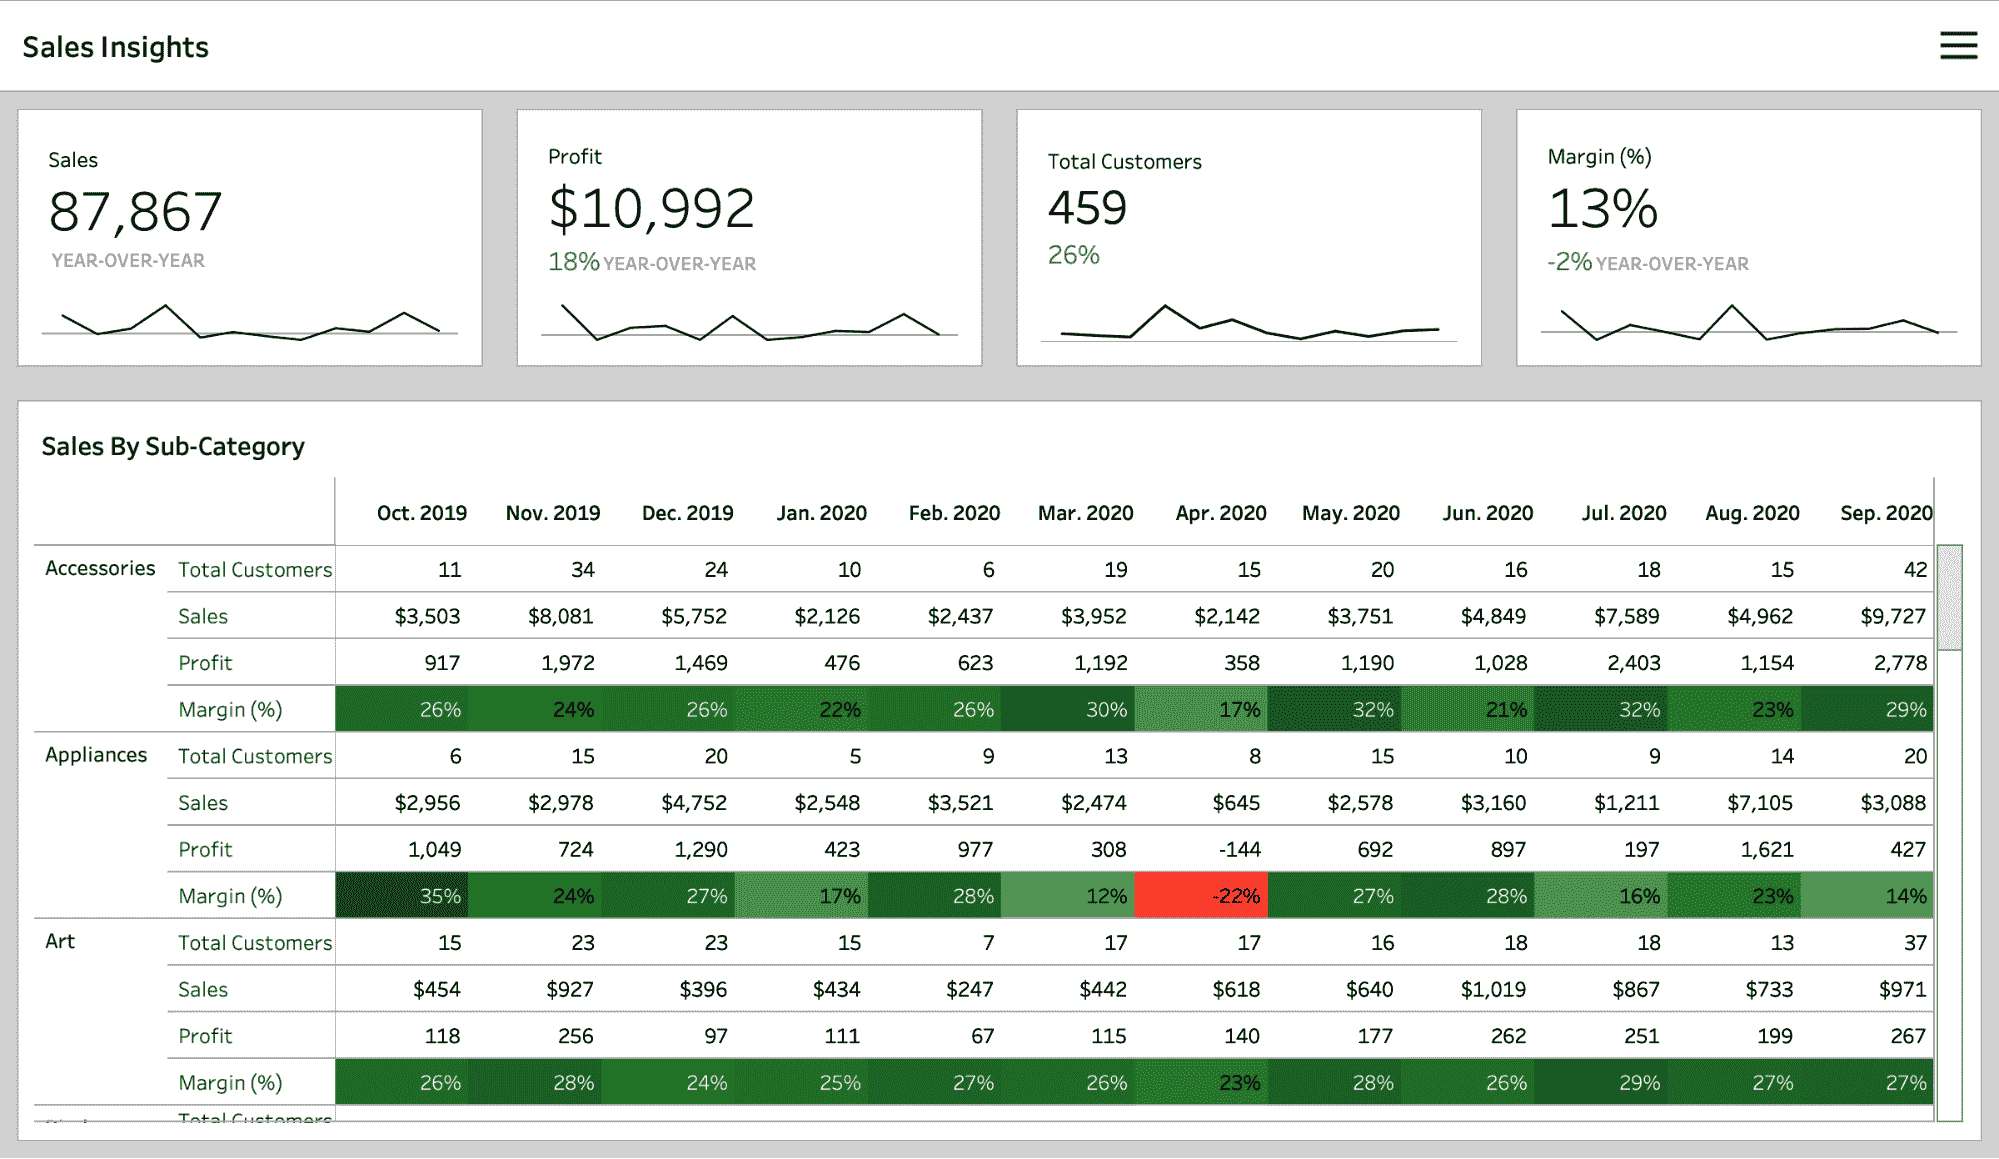 Sales Insights
Sales
87,867
YEAR-OVER-YEAR
Profit
$10,992
18% YEAR-OVER-YEAR
Total Customers
459
26%
Margin (%)
13%
-2% YEAR-OVER-YEAR
Sales By Sub-Category
Oct. 2019 Nov. 2019 Dec. 2019 Jan. 2020 Feb. 2020 Mar. 2020 Apr. 2020 May. 2020 Jun. 2020 Jul. 2020 Aug. 2020 Sep. 2020
Accessories Total Customers 11 34 24 10 6 19 15 20 16 18 15 42
Sales $3,503 $8,081 $5,752 $2,126 $2,437 $3,952 $2,142 $3,751 $4,849 $7,589 $4,962 $9,727
Profit 917 1,972 1,469 476 623 1,192 358 1,190 1,028 2,403 1,154 2,778
Margin (%) 26% 24% 26% 22% 26% 30% 17% 32% 21% 32% 23% 29%
Appliances Total Customers 6 15 20 5 9 13 8 15 10 9 14 20
Sales $2,956 $2,978 $4,752 $2,548 $3,521 $2,474 $645 $2,578 $3,160 $1,211 $7,105 $3,088
Profit 1,049 724 1,290 423 977 308 -144 692 897 197 1,621 427
Margin (%) 35% 24% 27% 17% 28% 12% -22% 27% 28% 16% 23% 14%
Art Total Customers 15 23 23 15 7 17 17 16 18 18 13 37
Sales $454 $927 $396 $434 $247 $442 $618 $640 $1,019 $867 $733 $971
Profit 118 256 97 111 67 115 140 177 262 251 199 267
Margin (%) 26% 28% 24% 25% 27% 26% 23% 28% 26% 29% 27% 27%
Total Customers